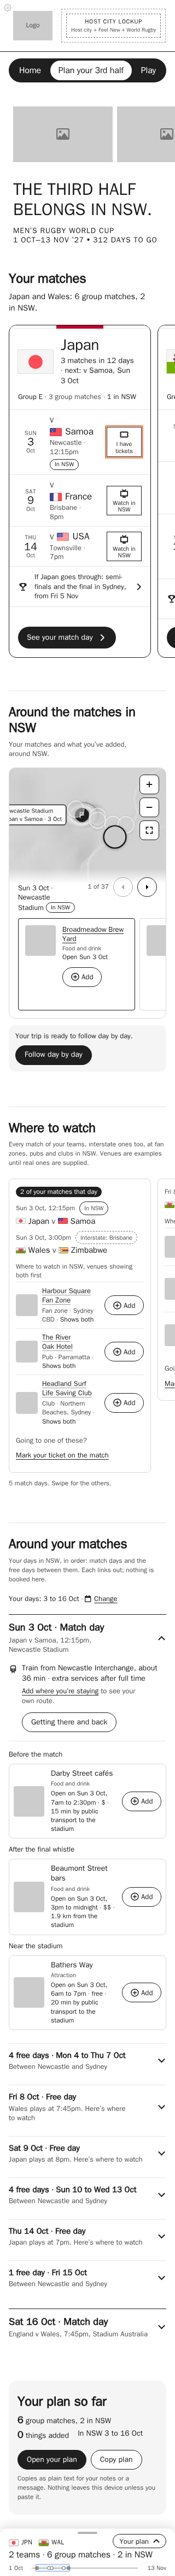 Logo
HOST CITY LOCKUP
Host city + Feel New + World Rugby
Home
Plan your 3rd half
Play
THE THIRD HALF
BELONGS IN NSW.
MEN'S RUGBY WORLD CUP
1 OCT–13 NOV '27 • 312 DAYS TO GO
Your matches
Japan and Wales: 6 group matches, 2
in NSW.
Japan
3 matches in 12 days
· next: v Samoa, Sun
3 Oct
Group E · 3 group matches · 1 in NSW
Gro
SUN
3
Oct
V
Samoa
Newcastle ·
12:15pm
In NSW
I have
tickets
SAT
9
Oct
V
France
Brisbane ·
8pm
Watch in
NSW
THU
14
Oct
V
USA
Townsville ·
7pm
Watch in
NSW
If Japan goes through: semi-
finals and the final in Sydney,
from Fri 5 Nov
See your match day
Around the matches in
NSW
Your matches and what you've added,
around NSW.
wcastle Stadium
pan v Samoa · 3 Oct
Sun 3 Oct ·
Newcastle
Stadium
In NSW
1 of 37
Broadmeadow Brew
Yard
Food and drink
Open Sun 3 Oct
Add
Your trip is ready to follow day by day.
Follow day by day
Where to watch
Every match of your teams, interstate ones too, at fan
zones, pubs and clubs in NSW. Venues are examples
until real ones are supplied.
2 of your matches that day
Sun 3 Oct, 12:15pm
In NSW
Japan v Samoa
Sun 3 Oct, 3:00pm
Interstate: Brisbane
Wales v Zimbabwe
Where to watch in NSW, venues showing
both first
Harbour Square
Fan Zone
Fan zone · Sydney
CBD · Shows both
Add
The River
Oak Hotel
Pub · Parramatta ·
Shows both
Add
Headland Surf
Life Saving Club
Club · Northern
Beaches, Sydney ·
Shows both
Add
Going to one of these?
Mark your ticket on the match
Fri 8
Whe
Goi
Mar
5 match days. Swipe for the others.
Around your matches
Your days in NSW, in order: match days and the
free days between them. Each links out; nothing is
booked here.
Your days: 3 to 16 Oct ·
Change
Sun 3 Oct · Match day
Japan v Samoa, 12:15pm,
Newcastle Stadium
Train from Newcastle Interchange, about
36 min · extra services after full time
Add where you're staying to see your
own route.
Getting there and back
Before the match
Darby Street cafés
Food and drink
Open on Sun 3 Oct,
7am to 2:30pm · $ ·
15 min by public
transport to the
stadium
Add
After the final whistle
Beaumont Street
bars
Food and drink
Open on Sun 3 Oct,
3pm to midnight · $$ ·
1.9 km from the
stadium
Add
Near the stadium
Bathers Way
Attraction
Open on Sun 3 Oct,
6am to 7pm · free ·
20 min by public
transport to the
stadium
Add
4 free days · Mon 4 to Thu 7 Oct
Between Newcastle and Sydney
Fri 8 Oct · Free day
Wales plays at 7:45pm. Here's where
to watch
Sat 9 Oct · Free day
Japan plays at 8pm. Here's where to watch
4 free days · Sun 10 to Wed 13 Oct
Between Newcastle and Sydney
Thu 14 Oct · Free day
Japan plays at 7pm. Here's where to watch
1 free day · Fri 15 Oct
Between Newcastle and Sydney
Sat 16 Oct · Match day
England v Wales, 7:45pm, Stadium Australia
Your plan so far
6 group matches, 2 in NSW
0 things added
In NSW 3 to 16 Oct
Open your plan
Copy plan
Copies as plain text for your notes or a
message. Nothing leaves this device unless you
paste it.
JPN
WAL
Your plan
2 teams · 6 group matches · 2 in NSW
1 Oct
13 Nov